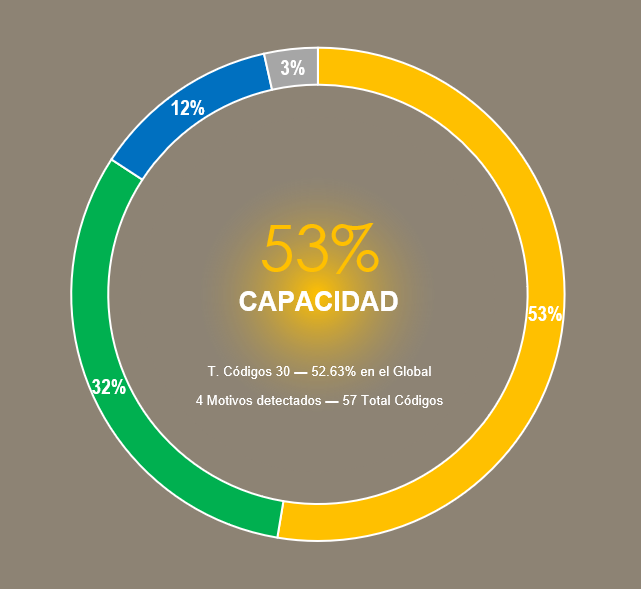 3%
12%
53%
CAPACIDAD
53%
T. Códigos 30 — 52.63% en el Global
32%
4 Motivos detectados — 57 Total Códigos